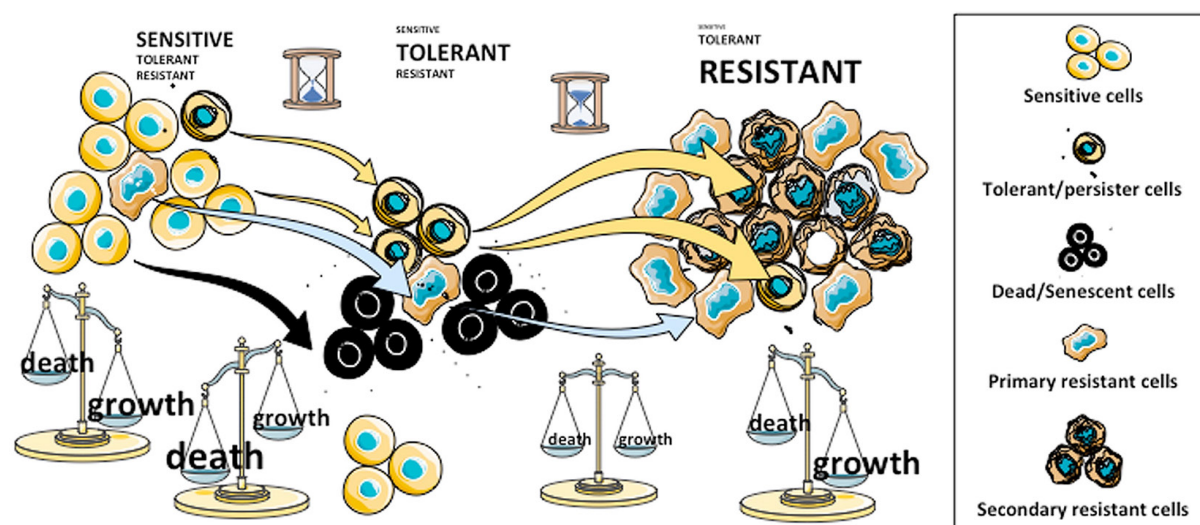 SENSITIVE
TOLERANT
RESISTANT
SENSITIVE
TOLERANT
RESISTANT
SENSITIVE
TOLERANT
RESISTANT
death
growth
death
growth
death
growth
death
growth
Sensitive cells
Tolerant/persister cells
Dead/Senescent cells
Primary resistant cells
Secondary resistant cells